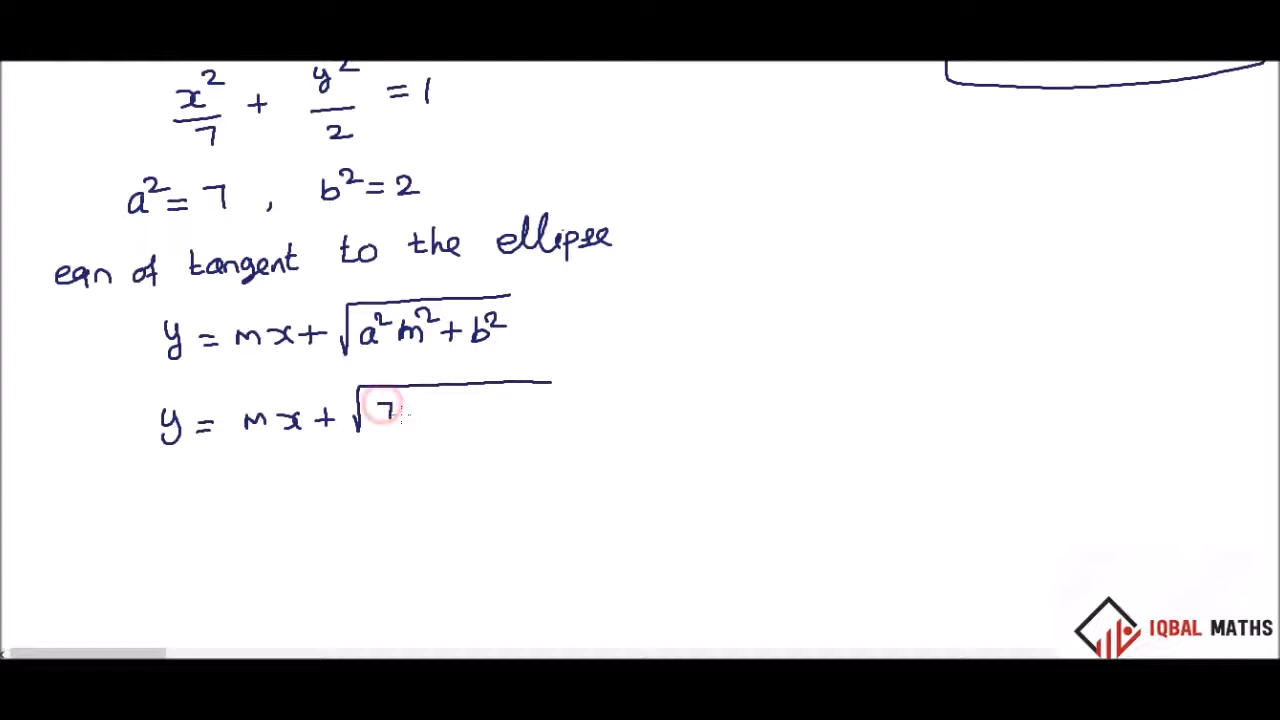 x²/7 + y²/2 = 1
a² = 7 , b² = 2
eqn of tangent to the ellipse
y = mx + √(a²m² + b²)
y = mx + √7
IQBAL MATHS